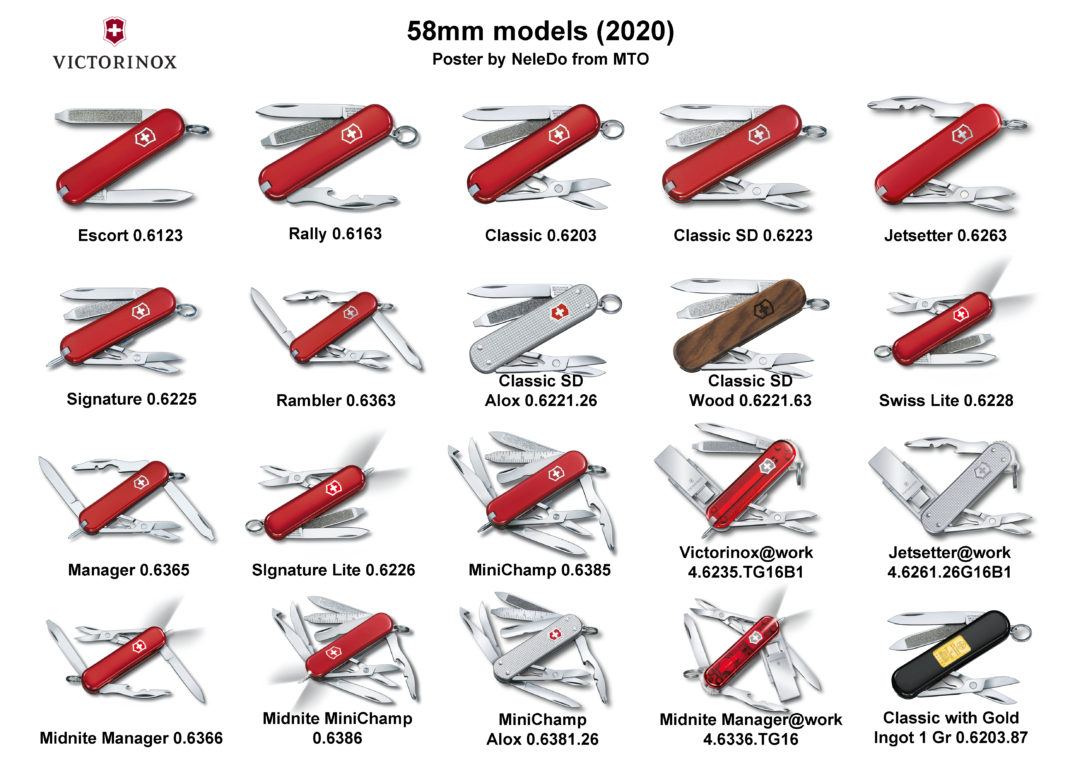 58mm models (2020)
Poster by NeleDo from MTO
VICTORINOX
Escort 0.6123
Rally 0.6163
Classic 0.6203
Classic SD 0.6223
Jetsetter 0.6263
Signature 0.6225
Rambler 0.6363
Classic SD
Alox 0.6221.26
Classic SD
Wood 0.6221.63
Swiss Lite 0.6228
Manager 0.6365
SIgnature Lite 0.6226
MiniChamp 0.6385
Victorinox@work
4.6235.TG16B1
Jetsetter@work
4.6261.26G16B1
Midnite Manager 0.6366
Midnite MiniChamp
0.6386
MiniChamp
Alox 0.6381.26
Midnite Manager@work
4.6336.TG16
Classic with Gold
Ingot 1 Gr 0.6203.87